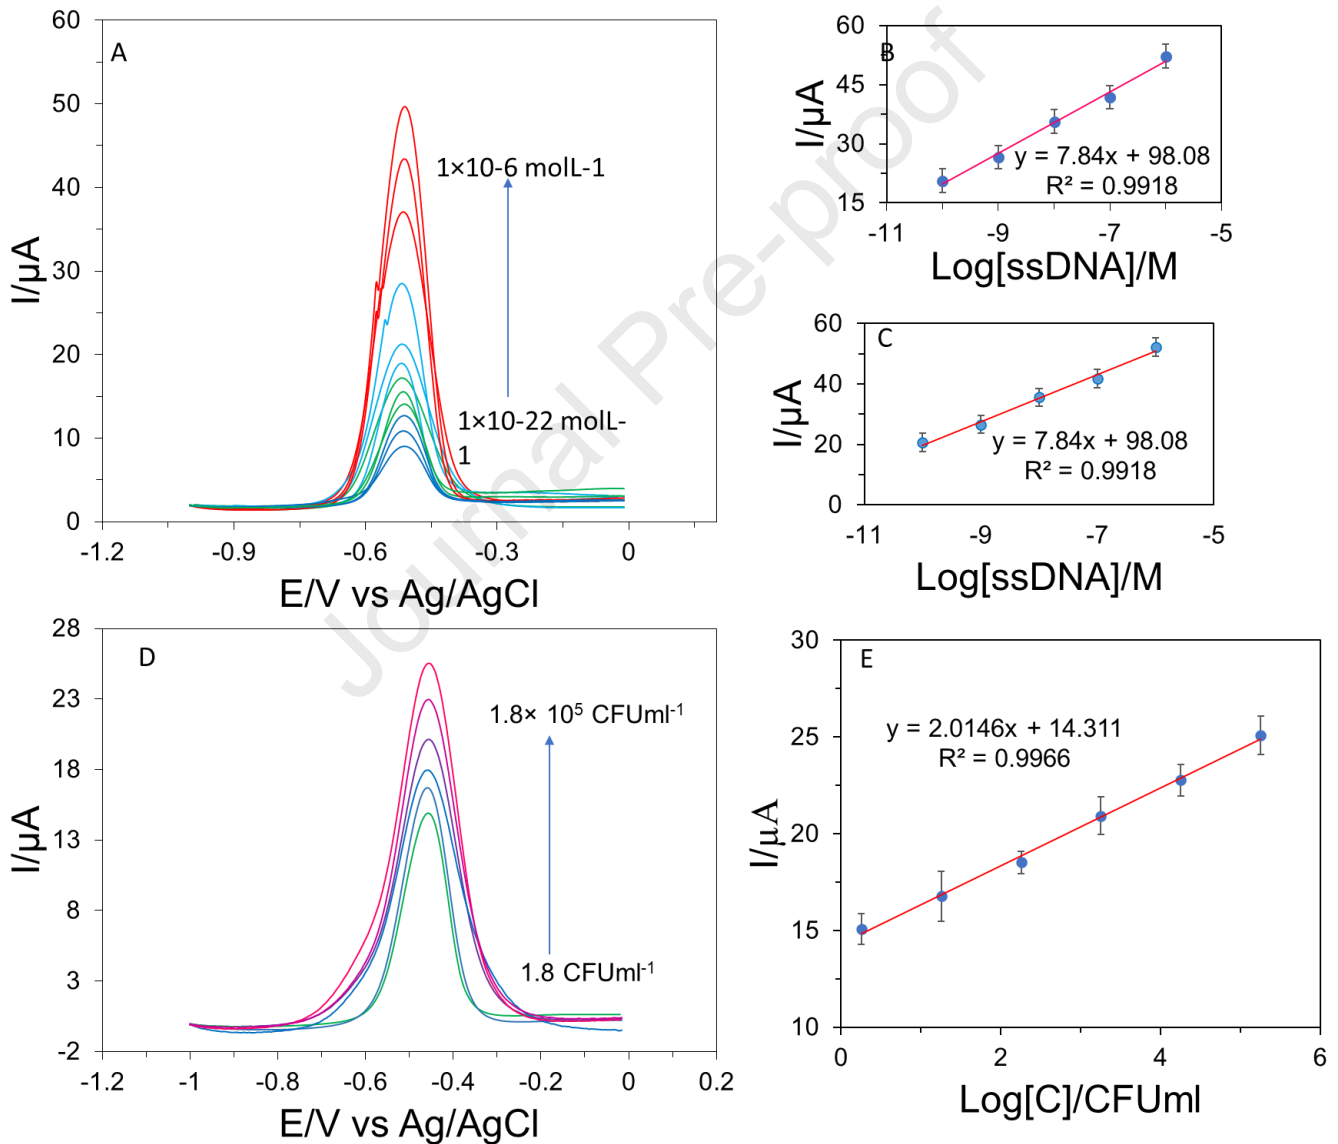 A
60
50
40
30
20
10
0
I/µA
1×10-6 molL-1
1×10-22 molL-
1
-1.2
-0.9
-0.6
-0.3
0
E/V vs Ag/AgCl
B
60
45
30
15
I/µA
y = 7.84x + 98.08
R² = 0.9918
-11
-9
-7
-5
Log[ssDNA]/M
C
60
40
20
0
I/µA
y = 7.84x + 98.08
R² = 0.9918
-11
-9
-7
-5
Log[ssDNA]/M
Journal Pre-proof
D
28
23
18
13
8
3
-2
I/µA
1.8× 10⁵ CFUml⁻¹
1.8 CFUml⁻¹
-1.2
-1
-0.8
-0.6
-0.4
-0.2
0
0.2
E/V vs Ag/AgCl
E
30
25
20
15
10
I/µA
y = 2.0146x + 14.311
R² = 0.9966
0
2
4
6
Log[C]/CFUml